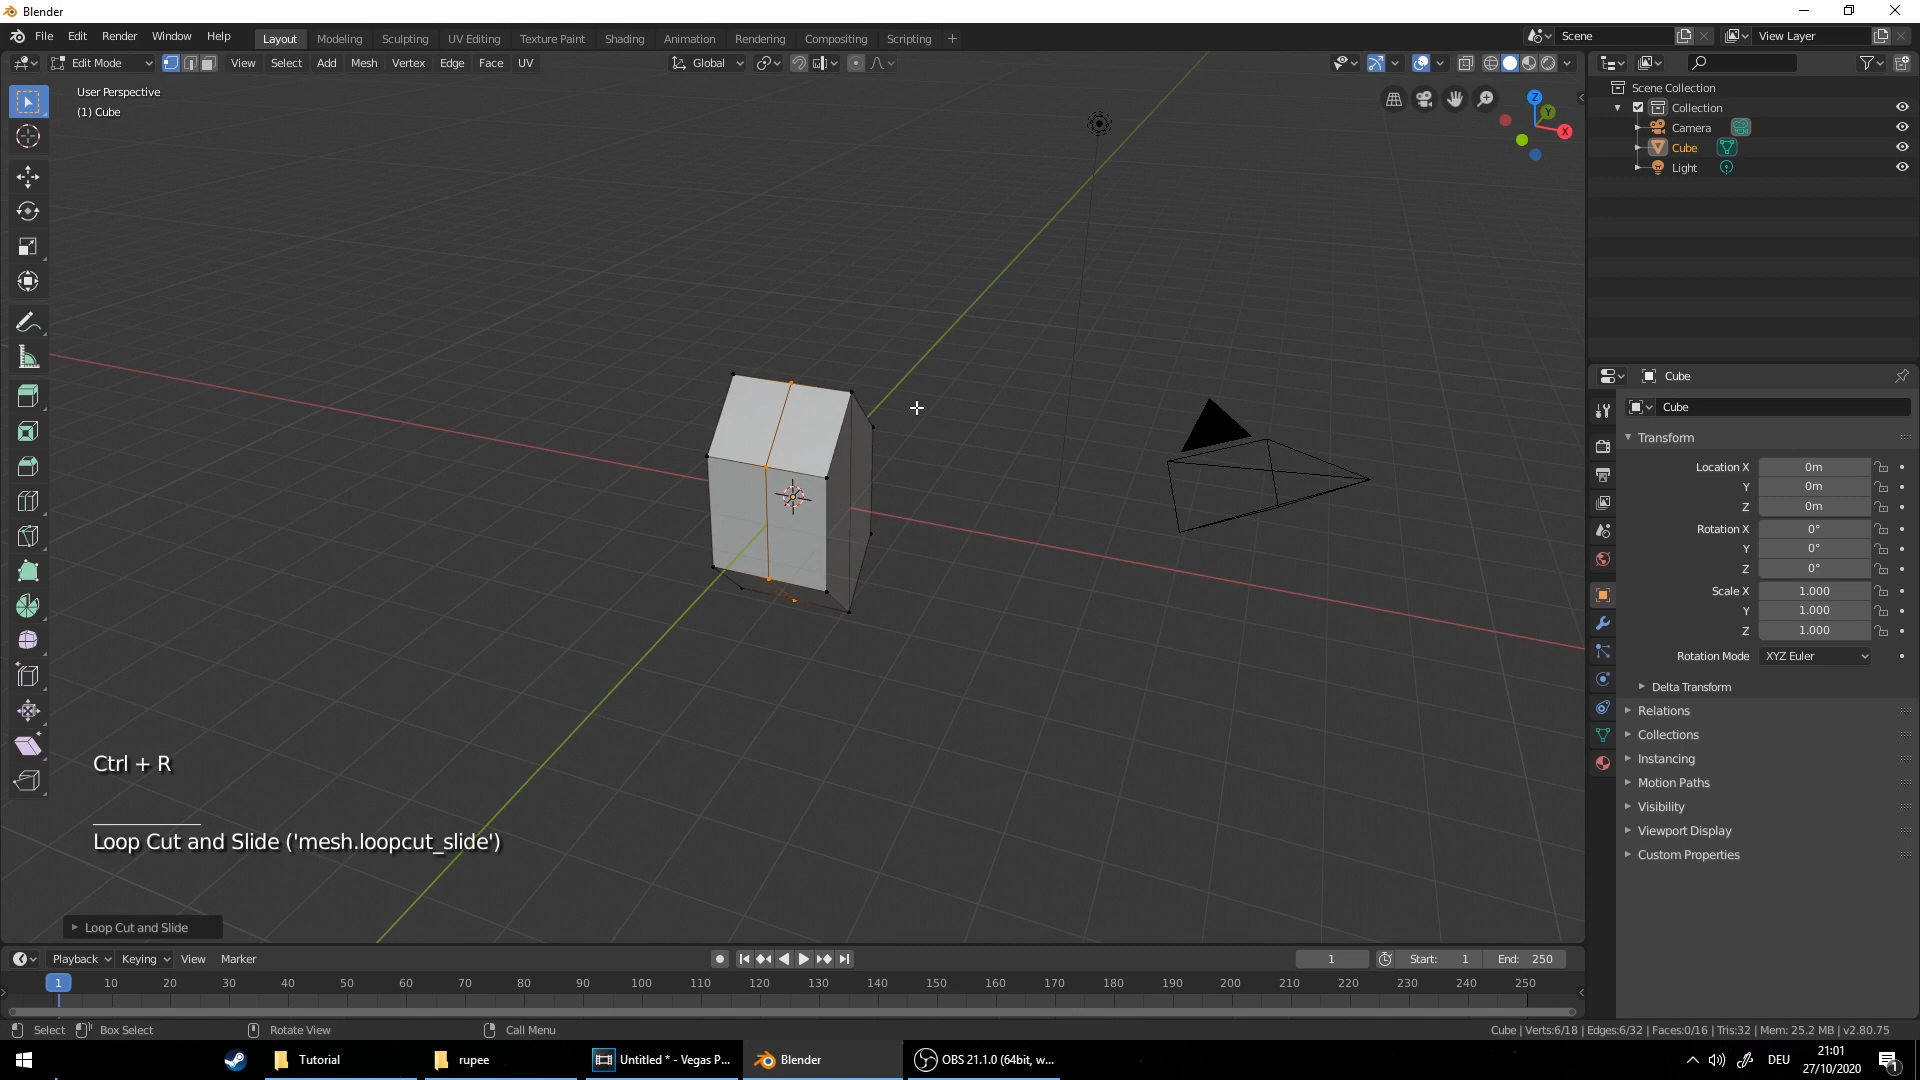 Blender
File Edit Render Window Help
Layout Modeling Sculpting UV Editing Texture Paint Shading Animation Rendering Compositing Scripting +
Scene
View Layer
Edit Mode
View Select Add Mesh Vertex Edge Face UV
Global
User Perspective
(1) Cube
Z
Y
X
Scene Collection
Collection
Camera
Cube
Light
Cube
Cube
Transform
Location X 0m
Y 0m
Z 0m
Rotation X 0°
Y 0°
Z 0°
Scale X 1.000
Y 1.000
Z 1.000
Rotation Mode XYZ Euler
Delta Transform
Relations
Collections
Instancing
Motion Paths
Visibility
Viewport Display
Custom Properties
Ctrl + R
Loop Cut and Slide ('mesh.loopcut_slide')
Loop Cut and Slide
Playback Keying View Marker
1
Start: 1
End: 250
1 10 20 30 40 50 60 70 80 90 100 110 120 130 140 150 160 170 180 190 200 210 220 230 240 250
Select Box Select Rotate View Call Menu
Cube | Verts:6/18 | Edges:6/32 | Faces:0/16 | Tris:32 | Mem: 25.2 MB | v2.80.75
Tutorial
rupee
Untitled * - Vegas P...
Blender
OBS 21.1.0 (64bit, w...
DEU
21:01
27/10/2020
1